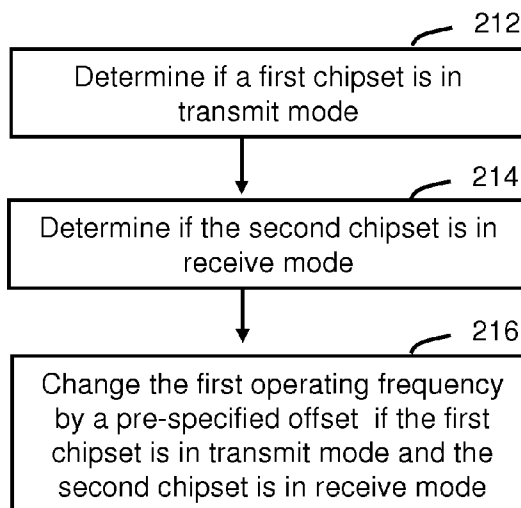 212
Determine if a first chipset is in
transmit mode
214
Determine if the second chipset is in
receive mode
216
Change the first operating frequency
by a pre-specified offset if the first
chipset is in transmit mode and the
second chipset is in receive mode